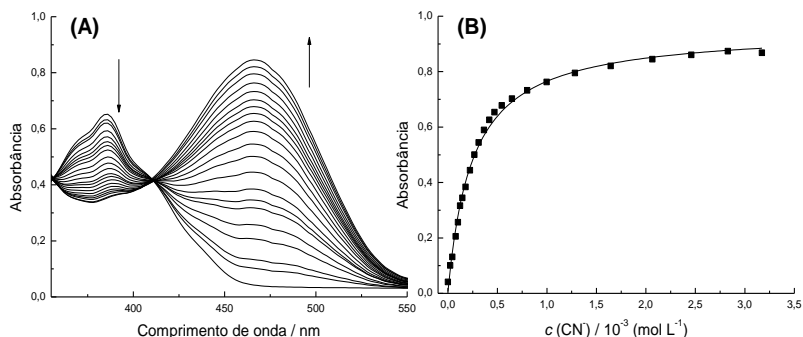 (A)
1,0
0,8
0,6
0,4
0,2
0,0
Absorbância
400 450 500 550
Comprimento de onda / nm
(B)
1,0
0,8
0,6
0,4
0,2
0,0
Absorbância
0,0 0,5 1,0 1,5 2,0 2,5 3,0 3,5
c (CN⁻) / 10⁻³ (mol L⁻¹)